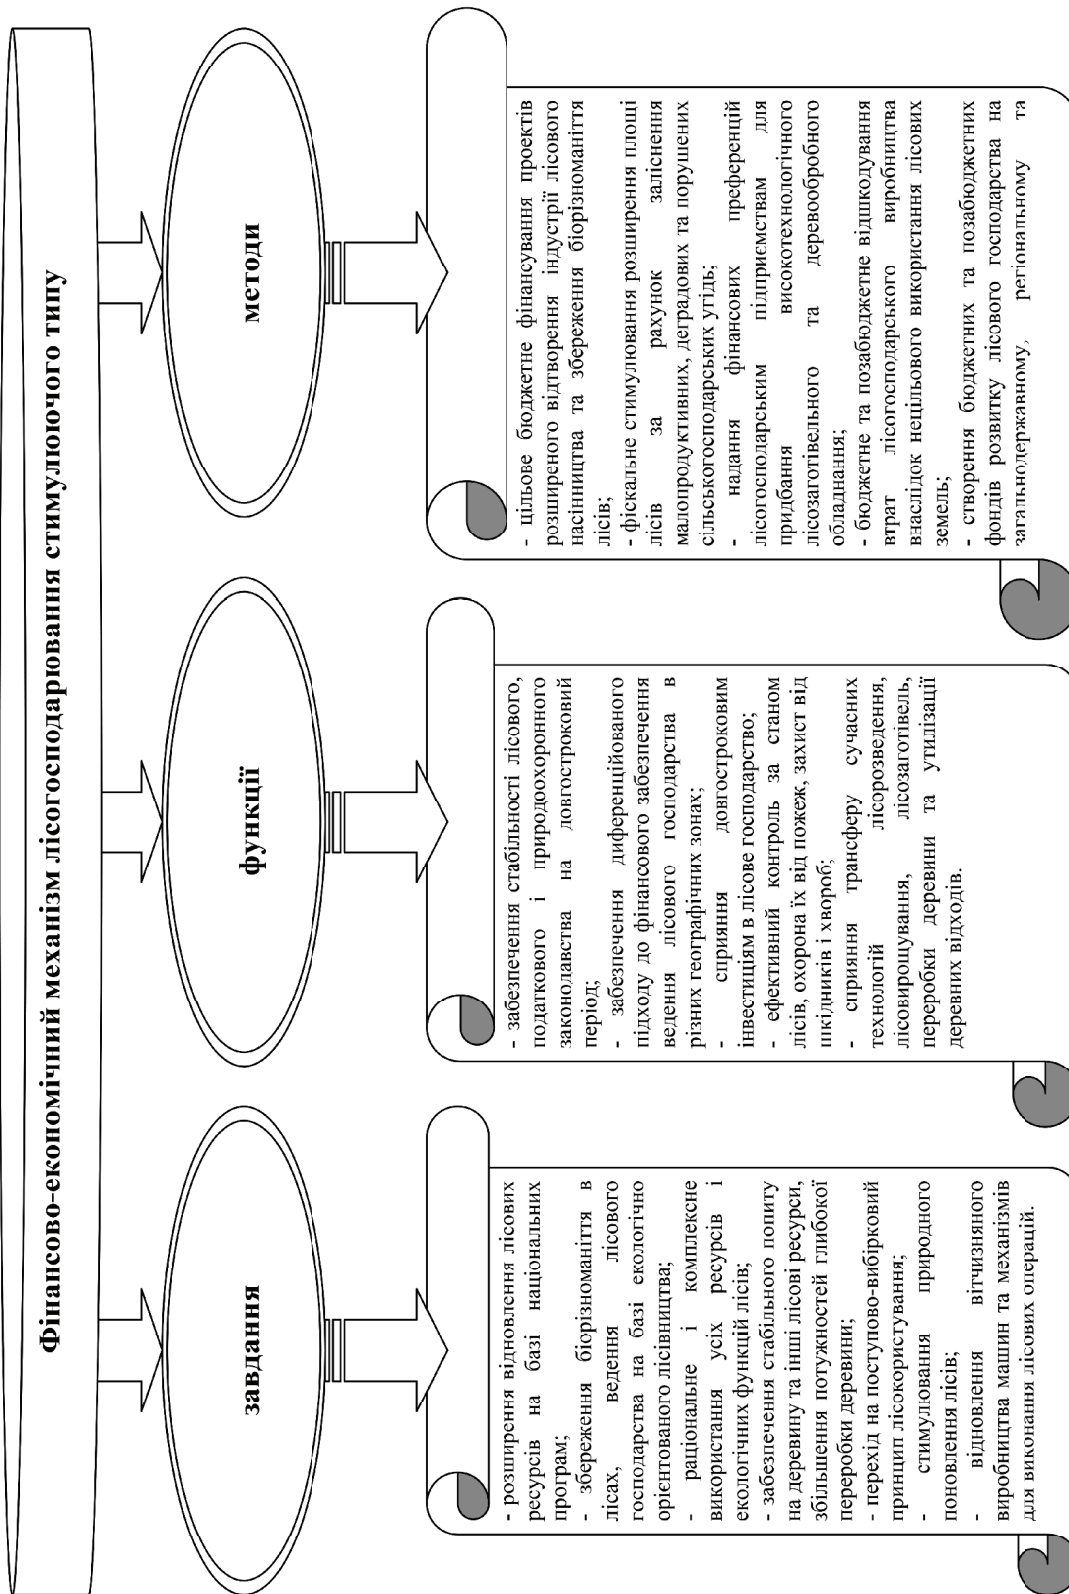 Фінансово-економічний механізм лісогосподарювання стимулюючого типу
завдання
функції
методи
- розширення відновлення лісових
ресурсів на базі національних
програм;
- збереження біорізноманіття в
лісах, ведення лісового
господарства на базі екологічно
орієнтованого лісівництва;
- раціональне і комплексне
використання усіх ресурсів і
екологічних функцій лісів;
- забезпечення стабільного попиту
на деревину та інші лісові ресурси,
збільшення потужностей глибокої
переробки деревини;
- перехід на поступово-вибірковий
принцип лісокористування;
- стимулювання природного
поновлення лісів;
- відновлення вітчизняного
виробництва машин та механізмів
для виконання лісових операцій.
- забезпечення стабільності лісового,
податкового і природоохоронного
законодавства на довгостроковий
період;
- забезпечення диференційованого
підходу до фінансового забезпечення
ведення лісового господарства в
різних географічних зонах;
- сприяння довгостроковим
інвестиціям в лісове господарство;
- ефективний контроль за станом
лісів, охорона їх від пожеж, захист від
шкідників і хвороб;
- сприяння трансферу сучасних
технологій лісорозведення,
лісовирощування, лісозаготівель,
переробки деревини та утилізації
деревних відходів.
- цільове бюджетне фінансування проектів
розширеного відтворення індустрії лісового
насінництва та збереження біорізноманіття
лісів;
- фіскальне стимулювання розширення площі
лісів за рахунок заліснення
малопродуктивних, деградових та порушених
сільськогосподарських угідь;
- надання фінансових преференцій
лісогосподарським підприємствам для
придбання високотехнологічного
лісозаготівельного та деревообробного
обладнання;
- бюджетне та позабюджетне відшкодування
втрат лісогосподарського виробництва
внаслідок нецільового використання лісових
земель;
- створення бюджетних та позабюджетних
фондів розвитку лісового господарства на
загальнодержавному, регіональному та